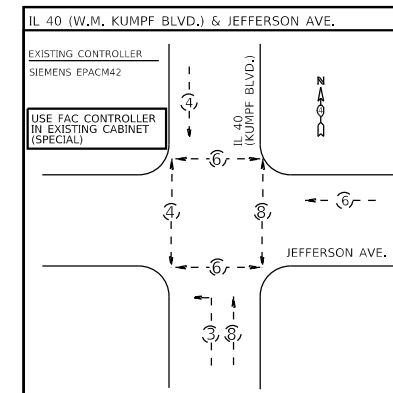 IL 40 (W.M. KUMPF BLVD.) & JEFFERSON AVE.
EXISTING CONTROLLER
SIEMENS EPACM42
USE FAC CONTROLLER
IN EXISTING CABINET
(SPECIAL)
4
IL 40
(KUMPF BLVD.)
N
4
6
6
4
8
JEFFERSON AVE.
6
3
8